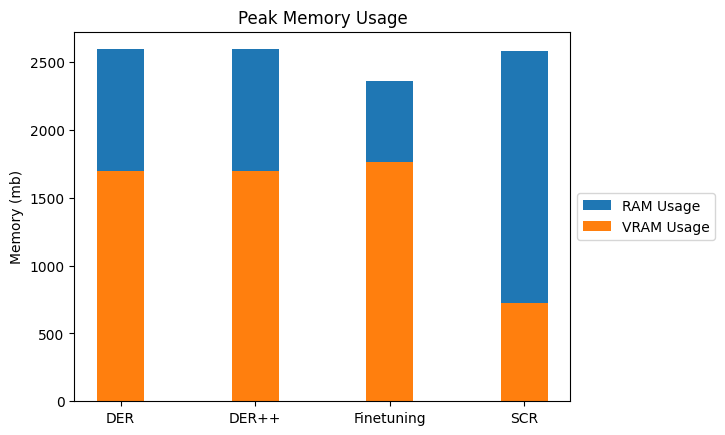 Peak Memory Usage
Memory (mb)
2500
2000
1500
1000
500
0
DER
DER++
Finetuning
SCR
RAM Usage
VRAM Usage